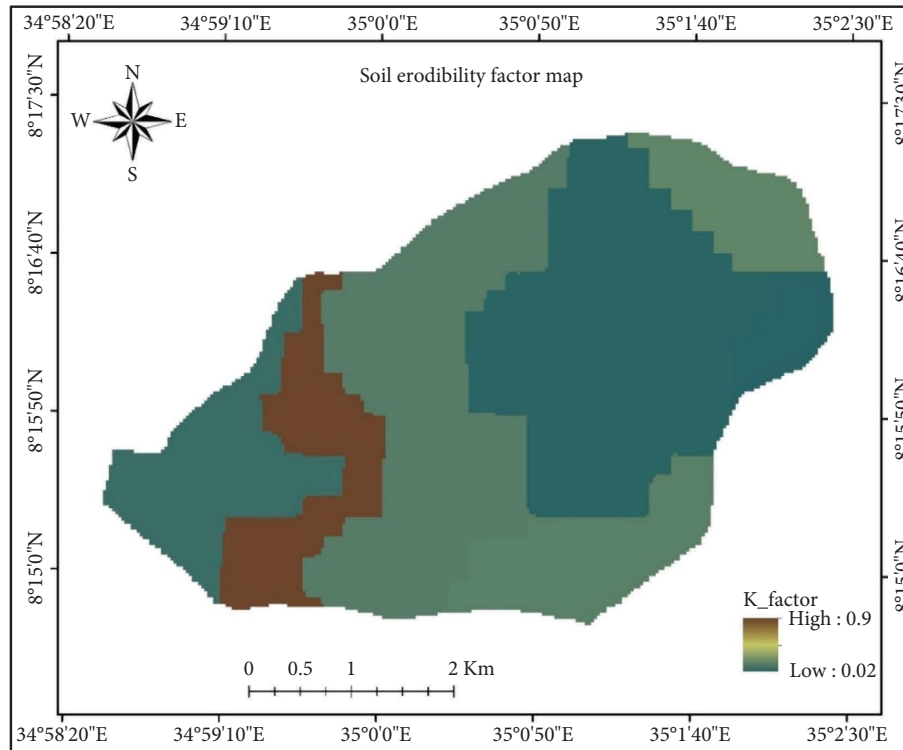 34°58'20"E 34°59'10"E 35°0'0"E 35°0'50"E 35°1'40"E 35°2'30"E
Soil erodibility factor map
N
W E
S
8°17'30"N
8°16'40"N
8°15'50"N
8°15'0"N
8°17'30"N
8°16'40"N
8°15'50"N
8°15'0"N
K_factor
High : 0.9
Low : 0.02
0 0.5 1 2 Km
34°58'20"E 34°59'10"E 35°0'0"E 35°0'50"E 35°1'40"E 35°2'30"E